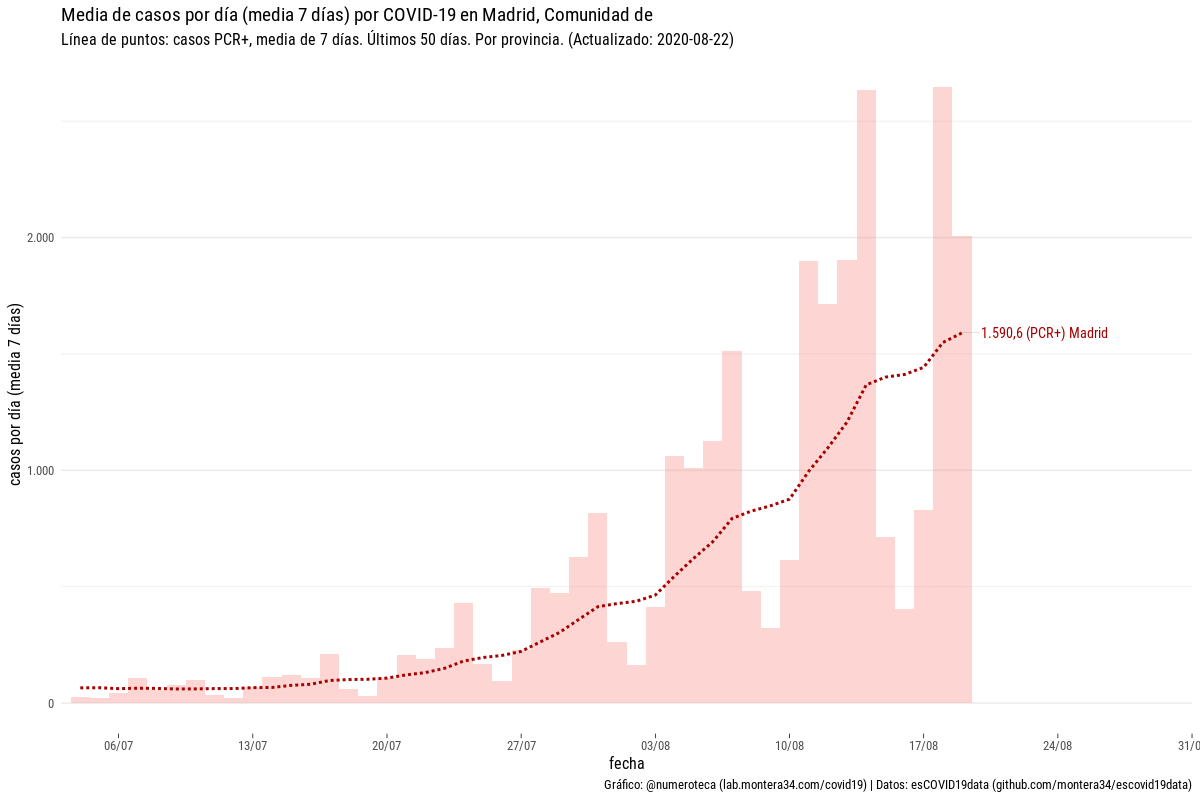 Media de casos por día (media 7 días) por COVID-19 en Madrid, Comunidad de
Línea de puntos: casos PCR+, media de 7 días. Últimos 50 días. Por provincia. (Actualizado: 2020-08-22)
casos por día (media 7 días)
2.000
1.000
0
1.590,6 (PCR+) Madrid
06/07 13/07 20/07 27/07 03/08 10/08 17/08 24/08 31/0
fecha
Gráfico: @numeroteca (lab.montera34.com/covid19) | Datos: esCOVID19data (github.com/montera34/escovid19data)